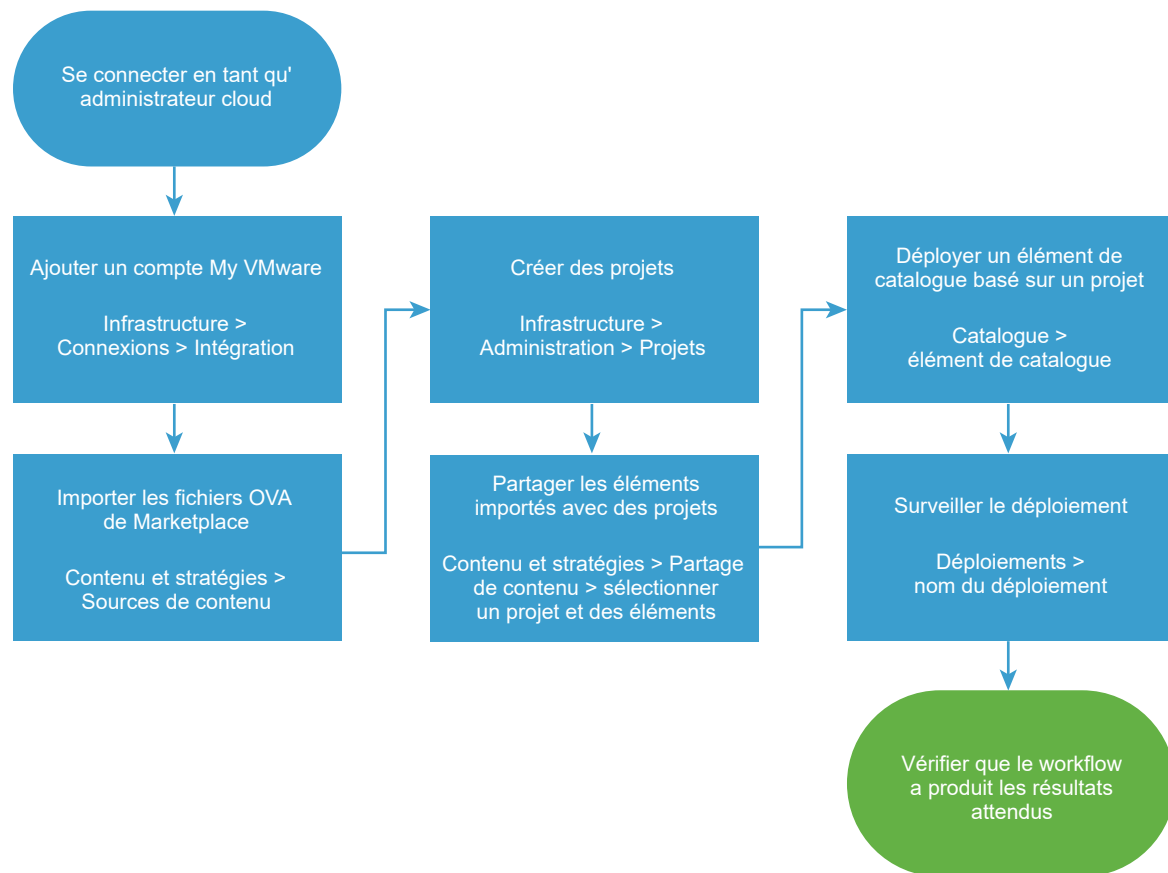 Se connecter en tant qu'
administrateur cloud
Ajouter un compte My VMware
Infrastructure >
Connexions > Intégration
Importer les fichiers OVA
de Marketplace
Contenu et stratégies >
Sources de contenu
Créer des projets
Infrastructure >
Administration > Projets
Partager les éléments
importés avec des projets
Contenu et stratégies > Partage
de contenu > sélectionner
un projet et des éléments
Déployer un élément de
catalogue basé sur un projet
Catalogue >
élément de catalogue
Surveiller le déploiement
Déploiements >
nom du déploiement
Vérifier que le workflow
a produit les résultats
attendus